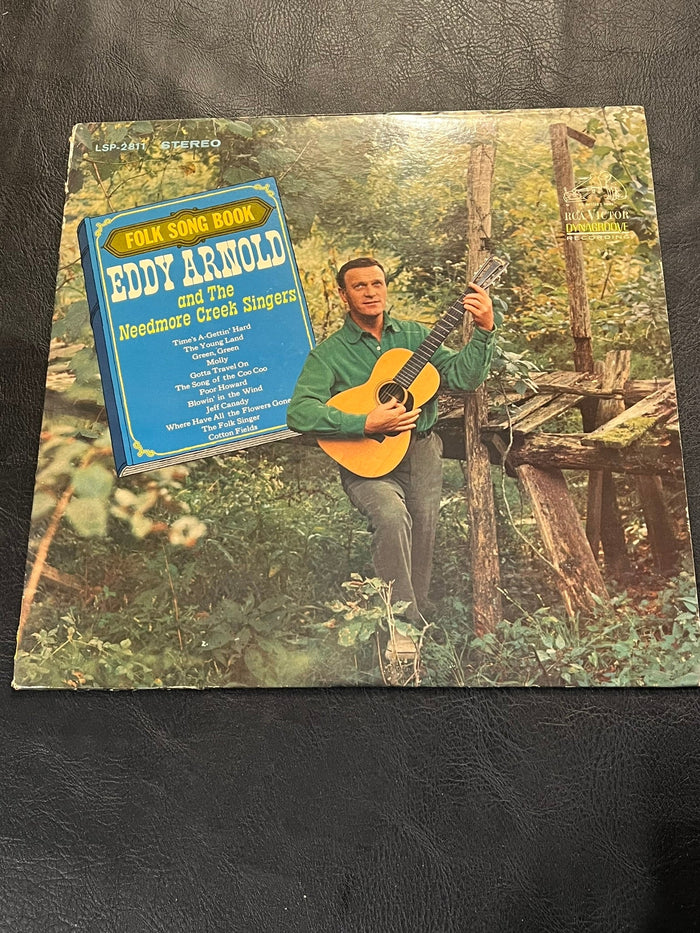 LSP-2811 STEREO
FOLK SONG BOOK
EDDY ARNOLD
and The
Needmore Creek Singers
Time's A-Gettin' Hard
The Young Land
Green, Green
Molly
Gotta Travel On
The Song of the Coo Coo
Poor Howard
Blowin' in the Wind
Jeff Canady
Where Have All the Flowers Gone
The Folk Singer
Cotton Fields
RCA VICTOR
DYNAGROOVE
RECORDING